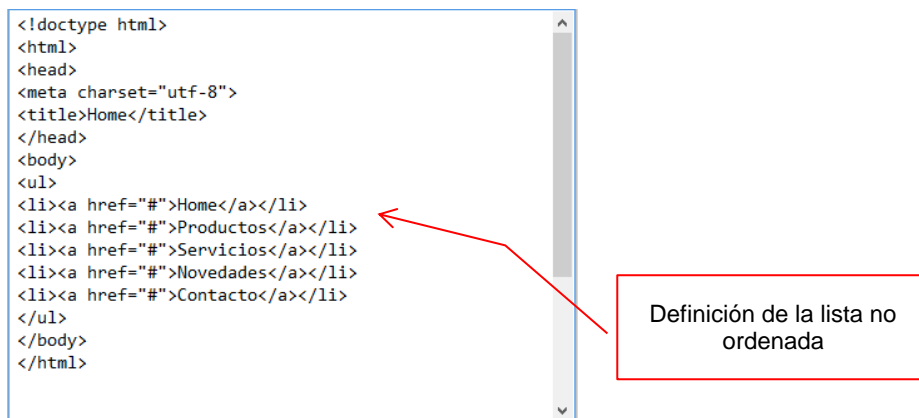 <!doctype html>
<html>
<head>
<meta charset="utf-8">
<title>Home</title>
</head>
<body>
<ul>
<li><a href="#">Home</a></li>
<li><a href="#">Productos</a></li>
<li><a href="#">Servicios</a></li>
<li><a href="#">Novedades</a></li>
<li><a href="#">Contacto</a></li>
</ul>
</body>
</html>
Definición de la lista no
ordenada